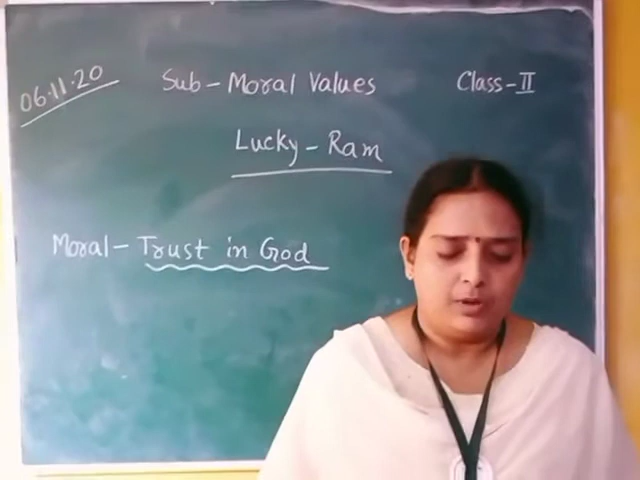 06.11.20 Sub - Moral Values Class - II
Lucky - Ram
Moral - Trust in God